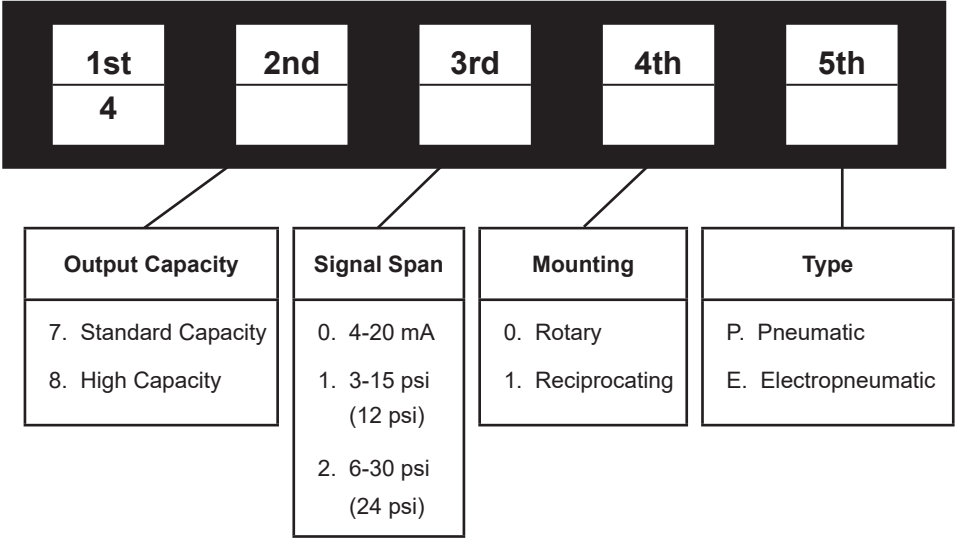 1st 2nd 3rd 4th 5th
4
Output Capacity
7. Standard Capacity
8. High Capacity
Signal Span
0. 4-20 mA
1. 3-15 psi
(12 psi)
2. 6-30 psi
(24 psi)
Mounting
0. Rotary
1. Reciprocating
Type
P. Pneumatic
E. Electropneumatic